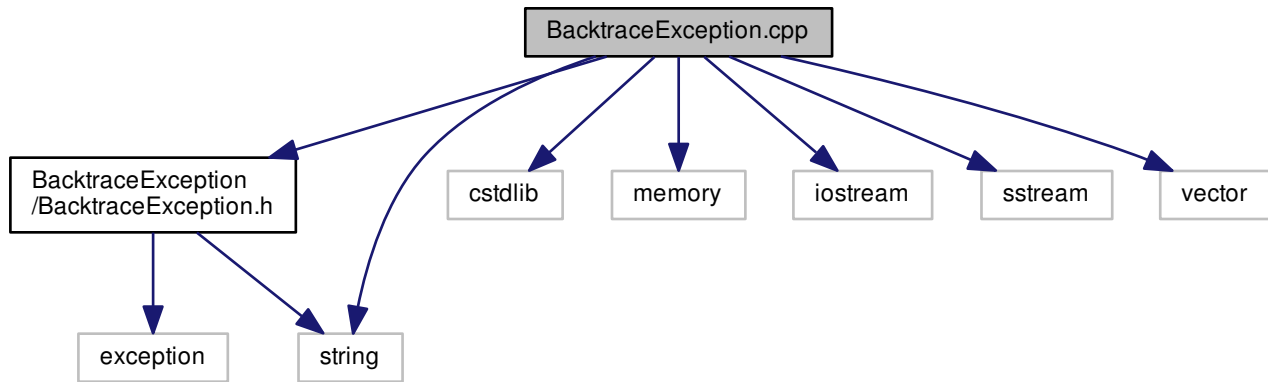 BacktraceException.cpp
BacktraceException
/BacktraceException.h
cstdlib
memory
iostream
sstream
vector
exception
string